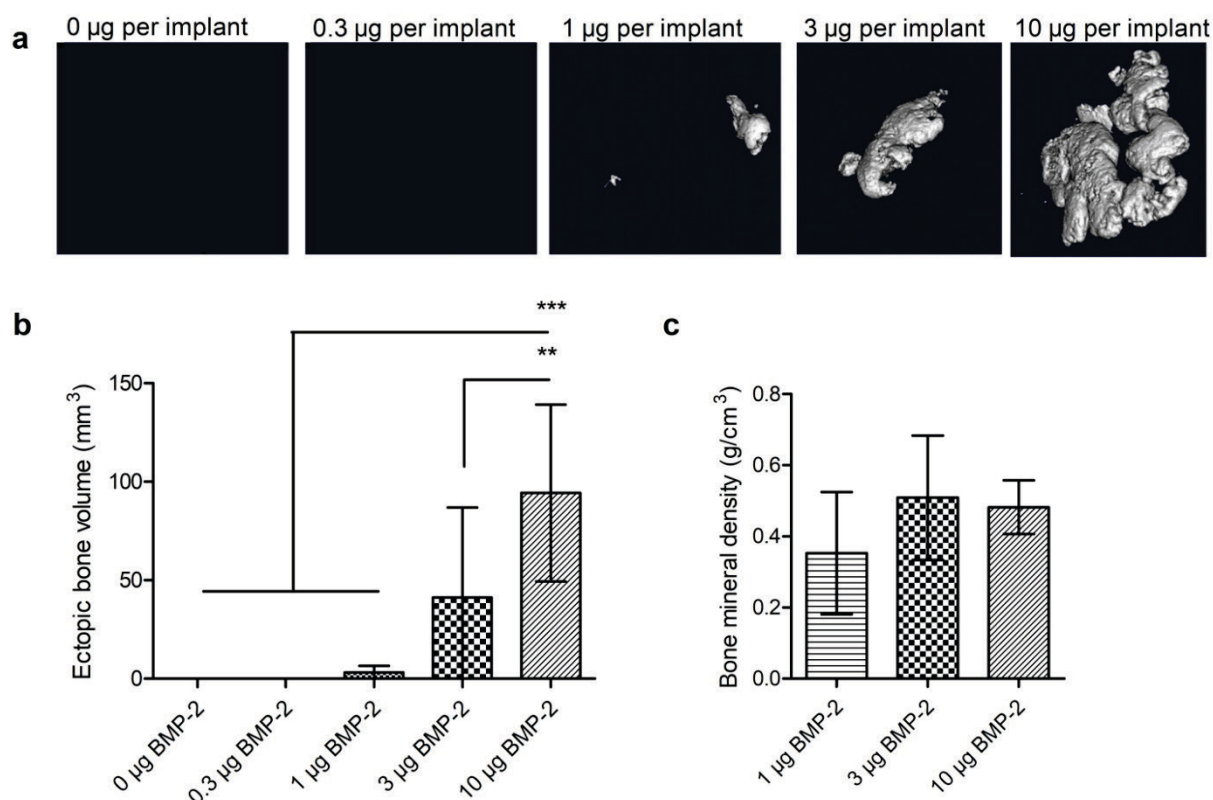 a
0 µg per implant
0.3 µg per implant
1 µg per implant
3 µg per implant
10 µg per implant
b
***
**
Ectopic bone volume (mm³)
150
100
50
0
0 µg BMP-2
0.3 µg BMP-2
1 µg BMP-2
3 µg BMP-2
10 µg BMP-2
c
Bone mineral density (g/cm³)
0.8
0.6
0.4
0.2
0.0
1 µg BMP-2
3 µg BMP-2
10 µg BMP-2